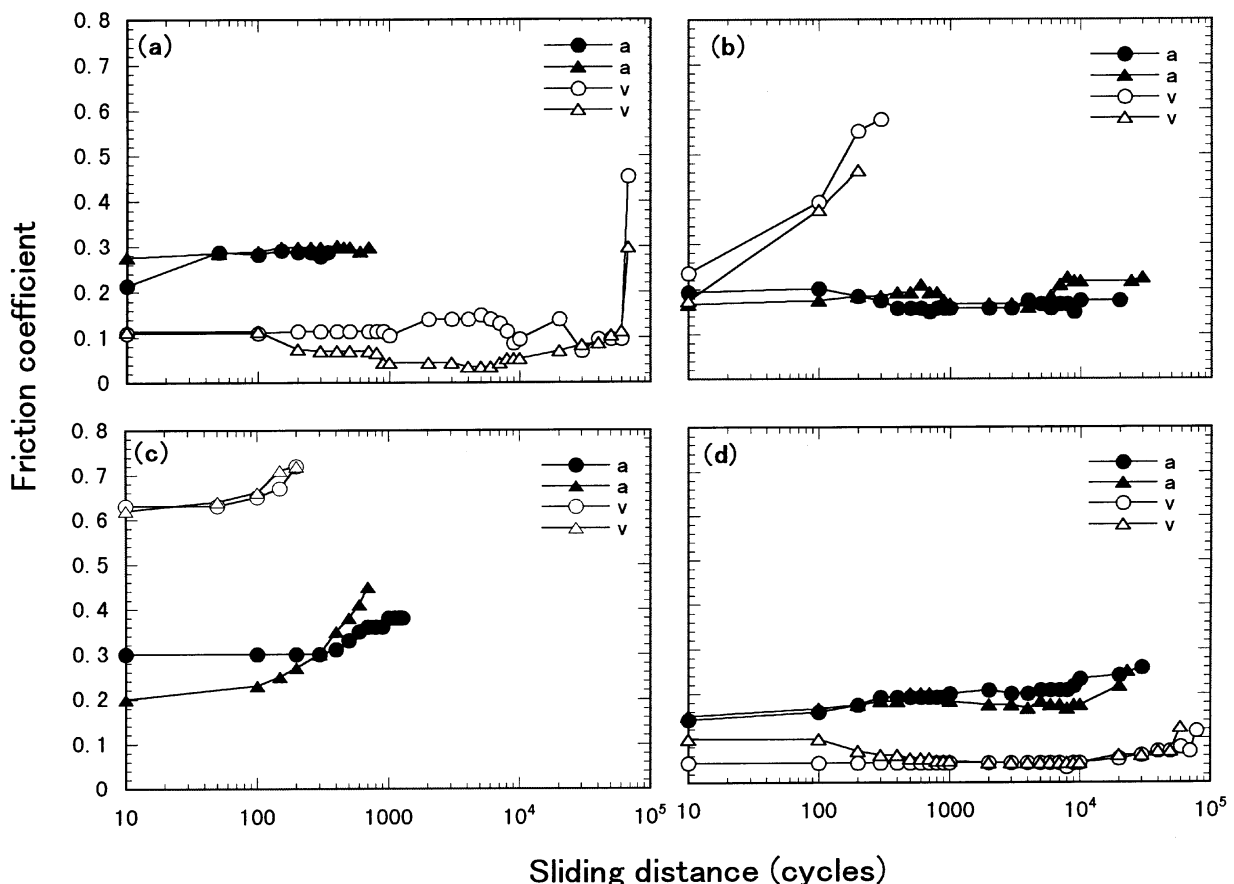 Friction coefficient
0. 8
0. 7
0. 6
0. 5
0. 4
0. 3
0. 2
0. 1
0
(a)
a
a
v
v
(b)
a
a
v
v
0. 8
0. 7
0. 6
0. 5
0. 4
0. 3
0. 2
0. 1
0
(c)
a
a
v
v
(d)
a
a
v
v
10 100 1000 10⁴ 10⁵
10 100 1000 10⁴ 10⁵
Sliding distance (cycles)